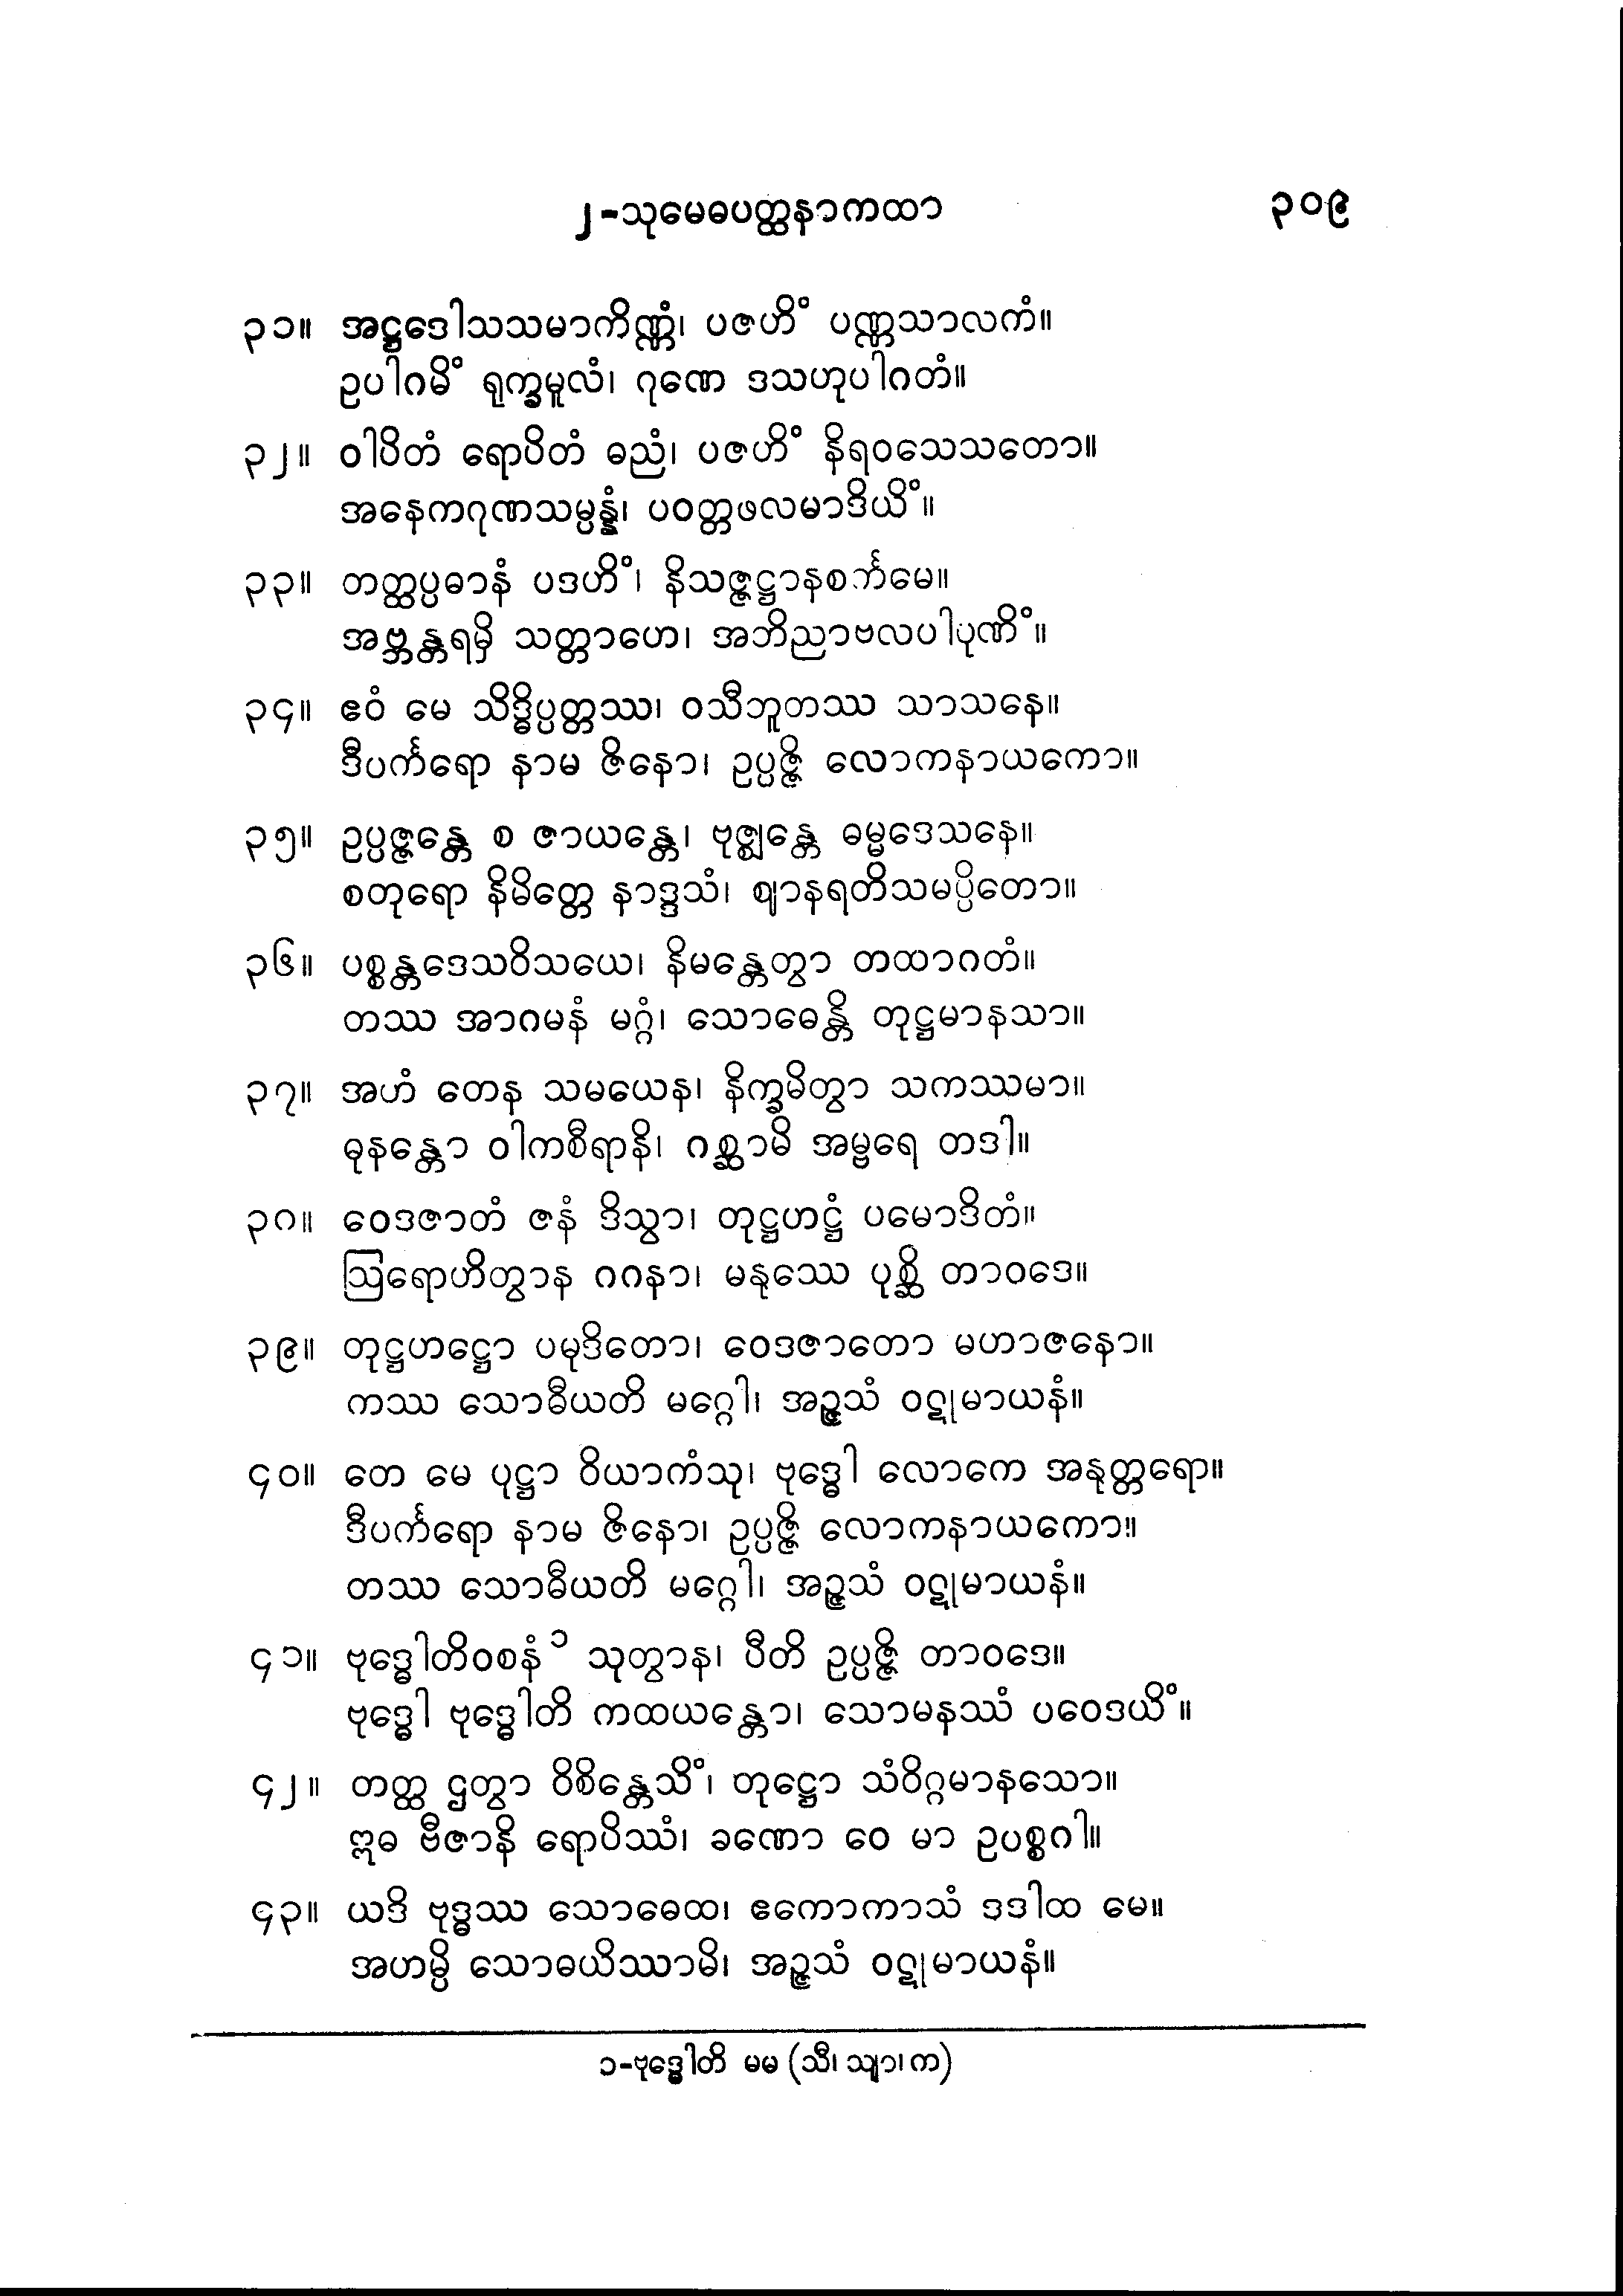 ၂-သုမေဓပတ္ထနာကထာ ၃၀၉
၃၁။ အဋ္ဌဒေါသသမာကိဏ္ဏံ၊ ပဇဟိံ ပဏ္ဏသာလကံ။
ဥပါဂမိံ ရုက္ခမူလံ၊ ဂုဏေ ဒသဟုပါဂတံ။
၃၂။ ဝါပိတံ ရောပိတံ ဓညံ၊ ပဇဟိံ နိရဝသေသတော။
အနေကဂုဏသမ္ပန္နံ၊ ပဝတ္တဖလမာဒိယိံ။
၃၃။ တတ္ထပ္ပဓာနံ ပဒဟိံ၊ နိသဇ္ဇဋ္ဌာနစင်္ကမေ။
အဗ္ဘန္တရမှိ သတ္တာဟေ၊ အဘိညာဗလပါပုဏိံ။
၃၄။ ဧဝံ မေ သိဒ္ဓိပ္ပတ္တဿ၊ ဝသီဘူတဿ သာသနေ။
ဒီပင်္ကရော နာမ ဇိနော၊ ဥပ္ပဇ္ဇိ လောကနာယကော။
၃၅။ ဥပ္ပဇ္ဇန္တေ စ ဇာယန္တေ၊ ဗုဇ္ဈန္တေ ဓမ္မဒေသနေ။
စတုရော နိမိတ္တေ နာဒ္ဒသံ၊ ဈာနရတိသမပ္ပိတော။
၃၆။ ပစ္စန္တဒေသဝိသယေ၊ နိမန္တေတွာ တထာဂတံ။
တဿ အာဂမနံ မဂ္ဂံ၊ သောဓေန္တိ တုဋ္ဌမာနသာ။
၃၇။ အဟံ တေန သမယေန၊ နိက္ခမိတွာ သကဿမာ။
ဓုနန္တော ဝါကစီရာနိ၊ ဂစ္ဆာမိ အမ္ဗရေ တဒါ။
၃၈။ ဝေဒဇာတံ ဇနံ ဒိသွာ၊ တုဋ္ဌဟဋ္ဌံ ပမောဒိတံ။
ဩရောဟိတွာန ဂဂနာ၊ မနုဿေ ပုစ္ဆိ တာဝဒေ။
၃၉။ တုဋ္ဌဟဋ္ဌော ပမုဒိတော၊ ဝေဒဇာတော မဟာဇနော။
ကဿ သောဓီယတိ မဂ္ဂေါ၊ အဉ္ဇသံ ဝဋုမာယနံ။
၄၀။ တေ မေ ပုဋ္ဌာ ဝိယာကံသု၊ ဗုဒ္ဓေါ လောကေ အနုတ္တရော။
ဒီပင်္ကရော နာမ ဇိနော၊ ဥပ္ပဇ္ဇိ လောကနာယကော။
တဿ သောဓီယတိ မဂ္ဂေါ၊ အဉ္ဇသံ ဝဋုမာယနံ။
၄၁။ ဗုဒ္ဓေါတိဝစနံ ၁ သုတွာန၊ ပီတိ ဥပ္ပဇ္ဇိ တာဝဒေ။
ဗုဒ္ဓေါ ဗုဒ္ဓေါတိ ကထယန္တော၊ သောမနဿံ ပဝေဒယိံ။
၄၂။ တတ္ထ ဌတွာ ဝိစိန္တေသိံ၊ တုဋ္ဌော သံဝိဂ္ဂမာနသော။
ဣဓ ဗီဇာနိ ရောပိဿံ၊ ခဏော ဝေ မာ ဥပစ္စဂါ။
၄၃။ ယဒိ ဗုဒ္ဓဿ သောဓေထ၊ ဧကောကာသံ ဒဒါထ မေ။
အဟမ္ပိ သောဓယိဿာမိ၊ အဉ္ဇသံ ဝဋုမာယနံ။
၁-ဗုဒ္ဓေါတိ မမ (သီ၊ သျာ၊ က)